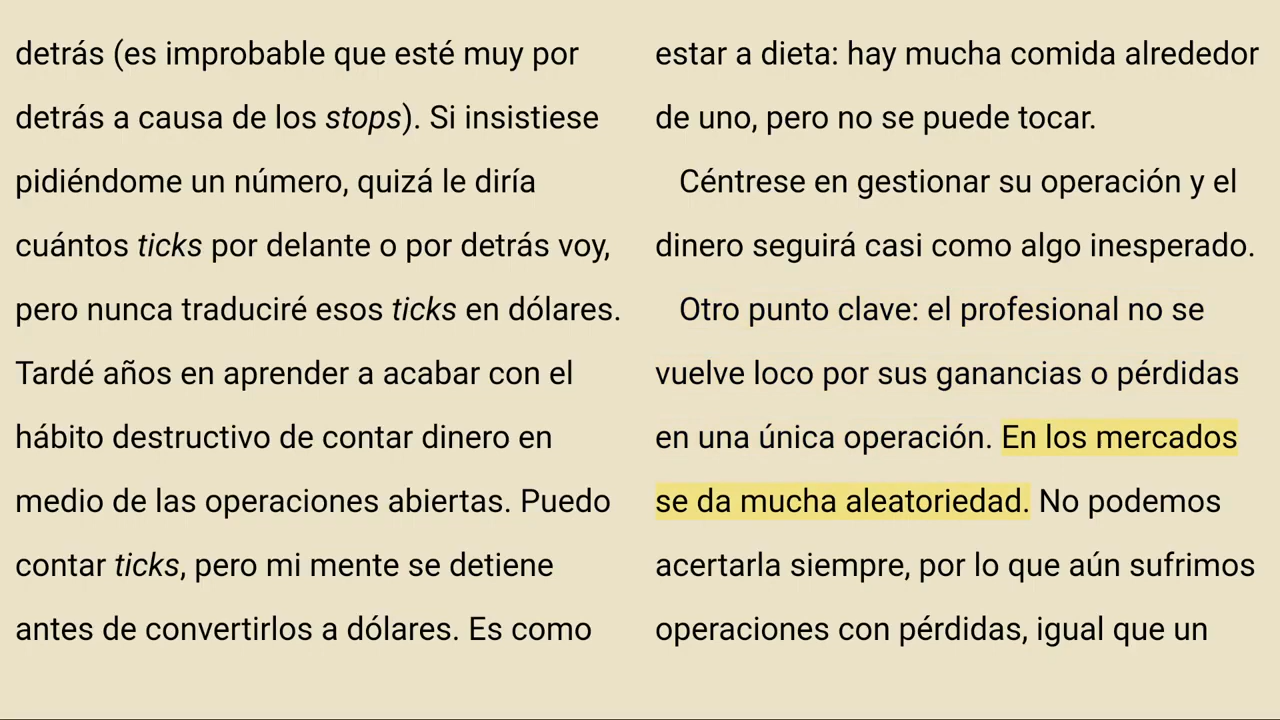 detrás (es improbable que esté muy por
detrás a causa de los stops). Si insistiese
pidiéndome un número, quizá le diría
cuántos ticks por delante o por detrás voy,
pero nunca traduciré esos ticks en dólares.
Tardé años en aprender a acabar con el
hábito destructivo de contar dinero en
medio de las operaciones abiertas. Puedo
contar ticks, pero mi mente se detiene
antes de convertirlos a dólares. Es como
estar a dieta: hay mucha comida alrededor
de uno, pero no se puede tocar.
Céntrese en gestionar su operación y el
dinero seguirá casi como algo inesperado.
Otro punto clave: el profesional no se
vuelve loco por sus ganancias o pérdidas
en una única operación. En los mercados
se da mucha aleatoriedad. No podemos
acertarla siempre, por lo que aún sufrimos
operaciones con pérdidas, igual que un